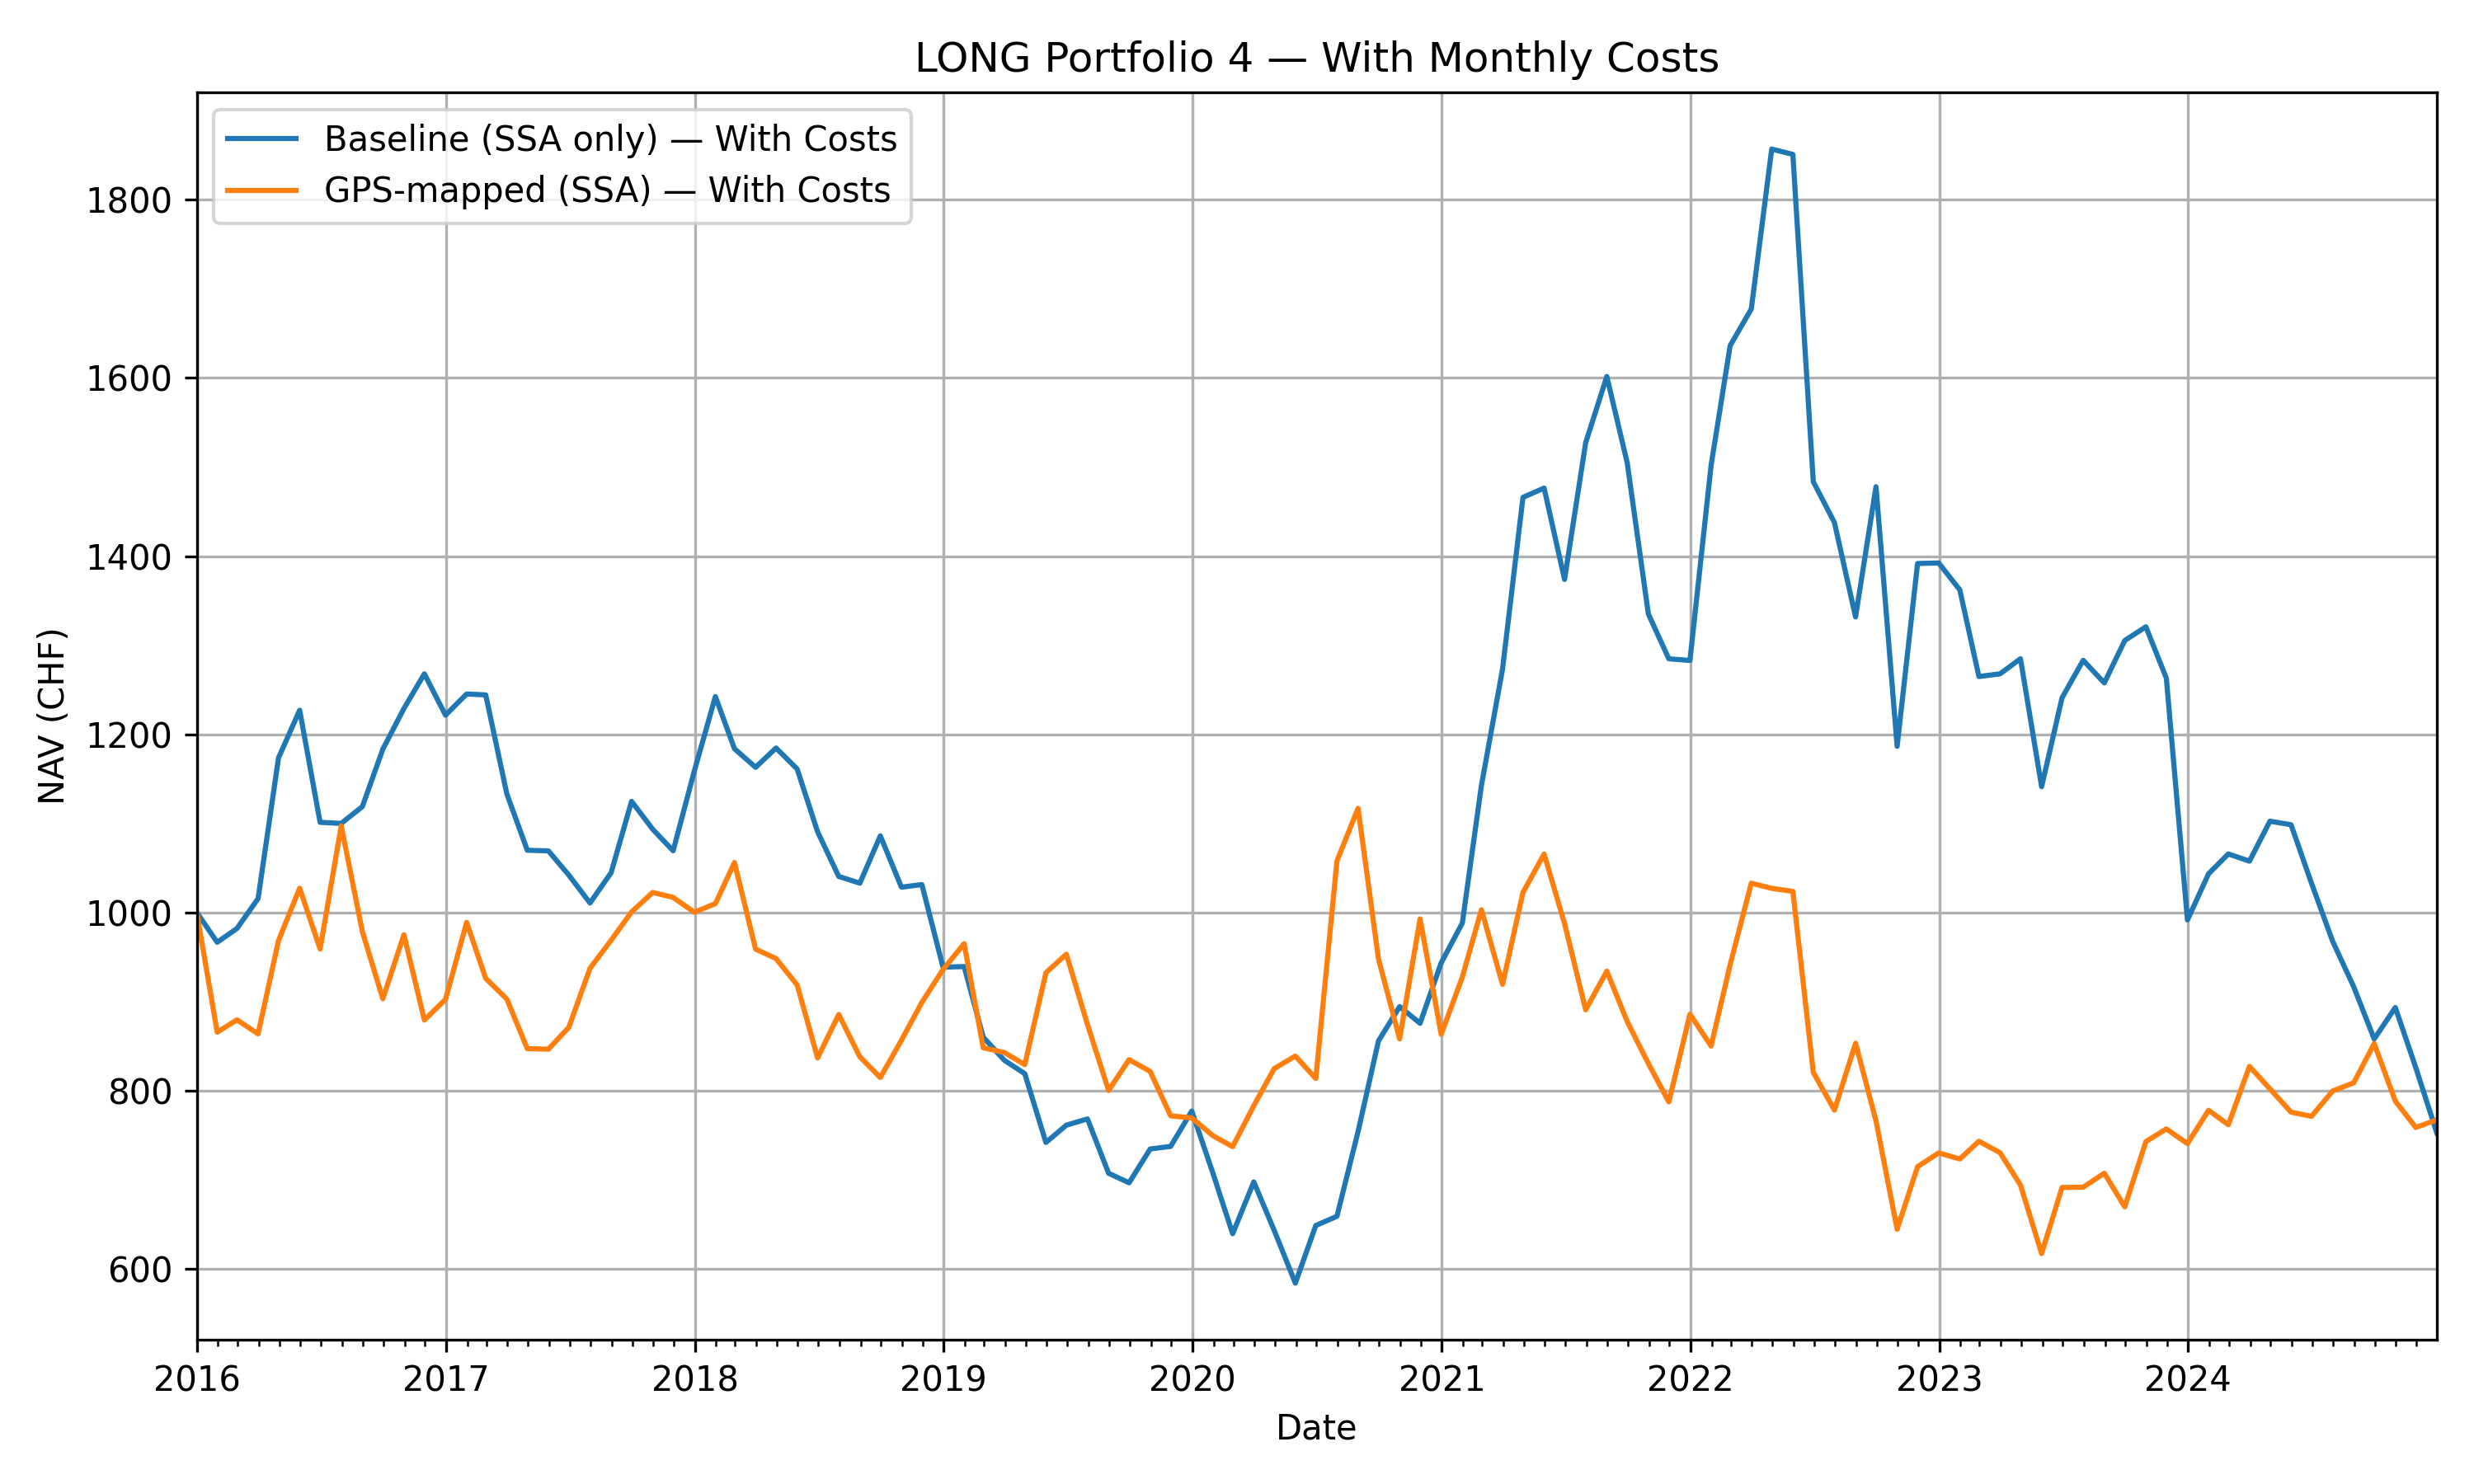 LONG Portfolio 4 — With Monthly Costs
Baseline (SSA only) — With Costs
GPS-mapped (SSA) — With Costs
1800
1600
1400
1200
1000
800
600
NAV (CHF)
2016 2017 2018 2019 2020 2021 2022 2023 2024
Date